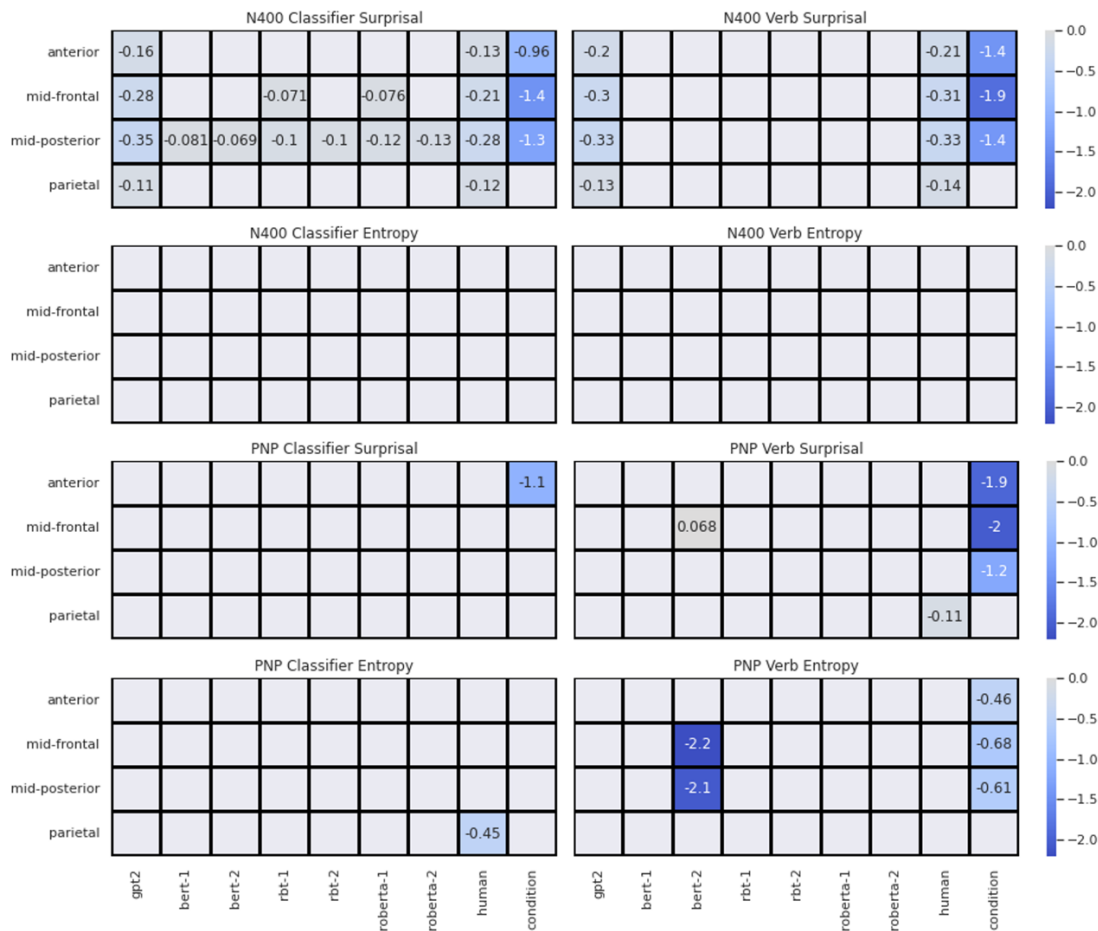 N400 Classifier Surprisal N400 Verb Surprisal
anterior -0.16 -0.13 -0.96 -0.2 -0.21 -1.4
mid-frontal -0.28 -0.071 -0.076 -0.21 -1.4 -0.3 -0.31 -1.9
mid-posterior -0.35 -0.081 -0.069 -0.1 -0.1 -0.12 -0.13 -0.28 -1.3 -0.33 -0.33 -1.4
parietal -0.11 -0.12 -0.13 -0.14
0.0
-0.5
-1.0
-1.5
-2.0
N400 Classifier Entropy N400 Verb Entropy
anterior
mid-frontal
mid-posterior
parietal
0.0
-0.5
-1.0
-1.5
-2.0
PNP Classifier Surprisal PNP Verb Surprisal
anterior -1.1 -1.9
mid-frontal 0.068 -2
mid-posterior -1.2
parietal -0.11
0.0
-0.5
-1.0
-1.5
-2.0
PNP Classifier Entropy PNP Verb Entropy
anterior -0.46
mid-frontal -2.2 -0.68
mid-posterior -2.1 -0.61
parietal -0.45
0.0
-0.5
-1.0
-1.5
-2.0
gpt2 bert-1 bert-2 rbt-1 rbt-2 roberta-1 roberta-2 human condition gpt2 bert-1 bert-2 rbt-1 rbt-2 roberta-1 roberta-2 human condition